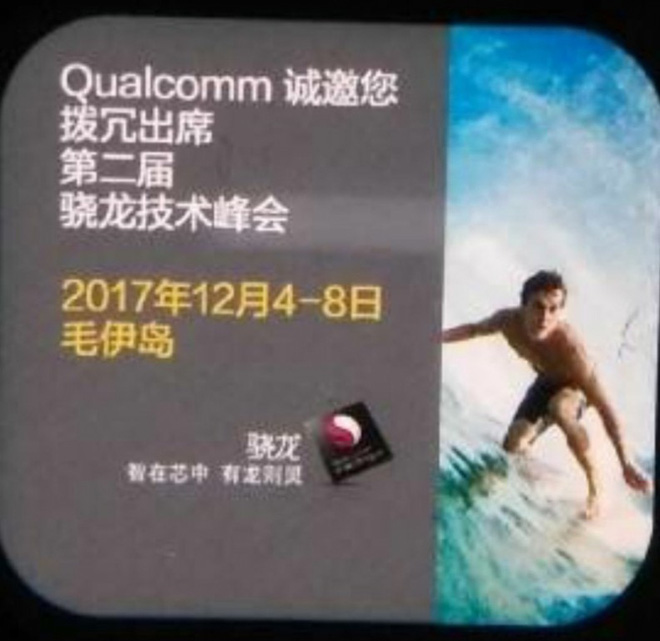 Qualcomm 诚邀您
拨冗出席
第二届
骁龙技术峰会
2017年12月4-8日
毛伊岛
骁龙
智在芯中 有龙则灵